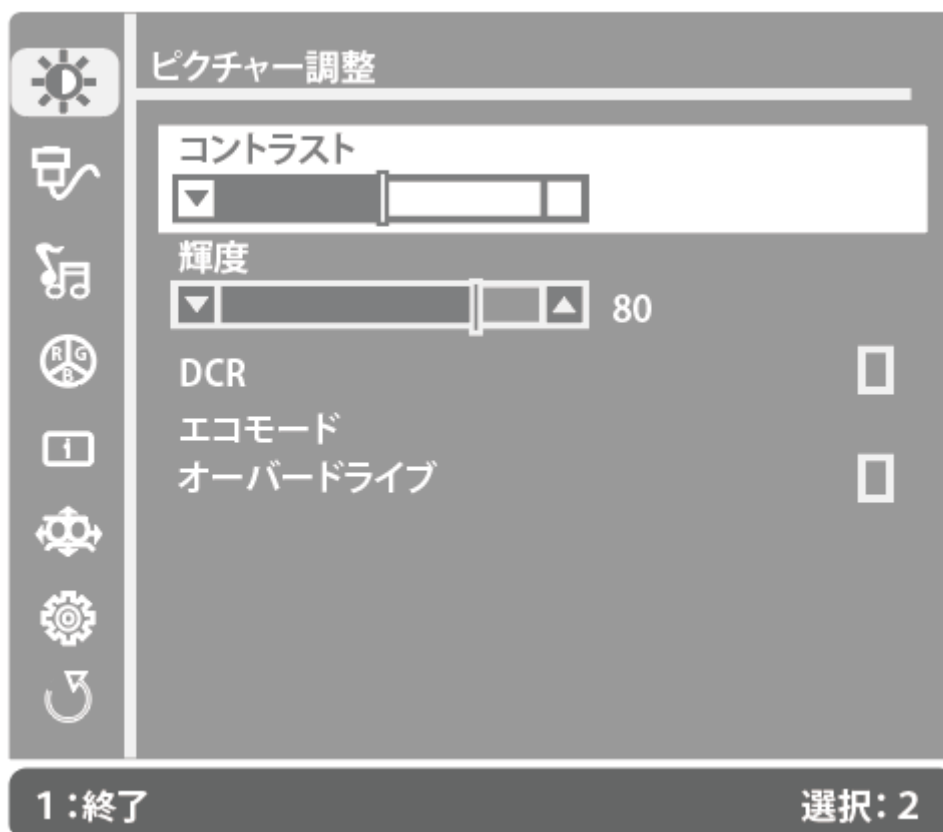 ピクチャー調整
コントラスト
輝度
80
DCR
エコモード
オーバードライブ
R G B
i
1:終了
選択: 2